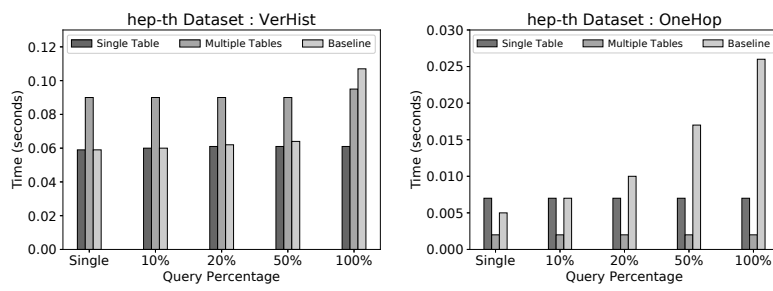 hep-th Dataset : VerHist
Single Table Multiple Tables Baseline
Time (seconds)
0.12
0.10
0.08
0.06
0.04
0.02
0.00
Single 10% 20% 50% 100%
Query Percentage
hep-th Dataset : OneHop
Single Table Multiple Tables Baseline
Time (seconds)
0.030
0.025
0.020
0.015
0.010
0.005
0.000
Single 10% 20% 50% 100%
Query Percentage